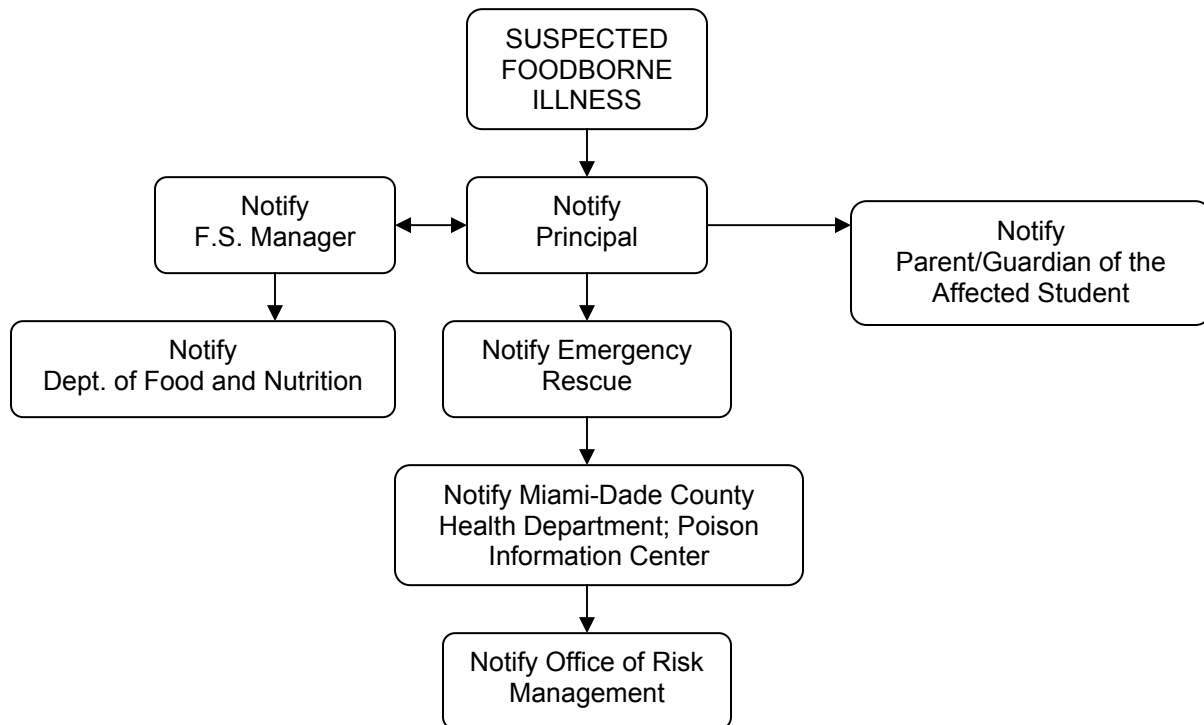 SUSPECTED
FOODBORNE
ILLNESS
Notify
F.S. Manager
Notify
Principal
Notify
Parent/Guardian of the
Affected Student
Notify
Dept. of Food and Nutrition
Notify Emergency
Rescue
Notify Miami-Dade County
Health Department; Poison
Information Center
Notify Office of Risk
Management